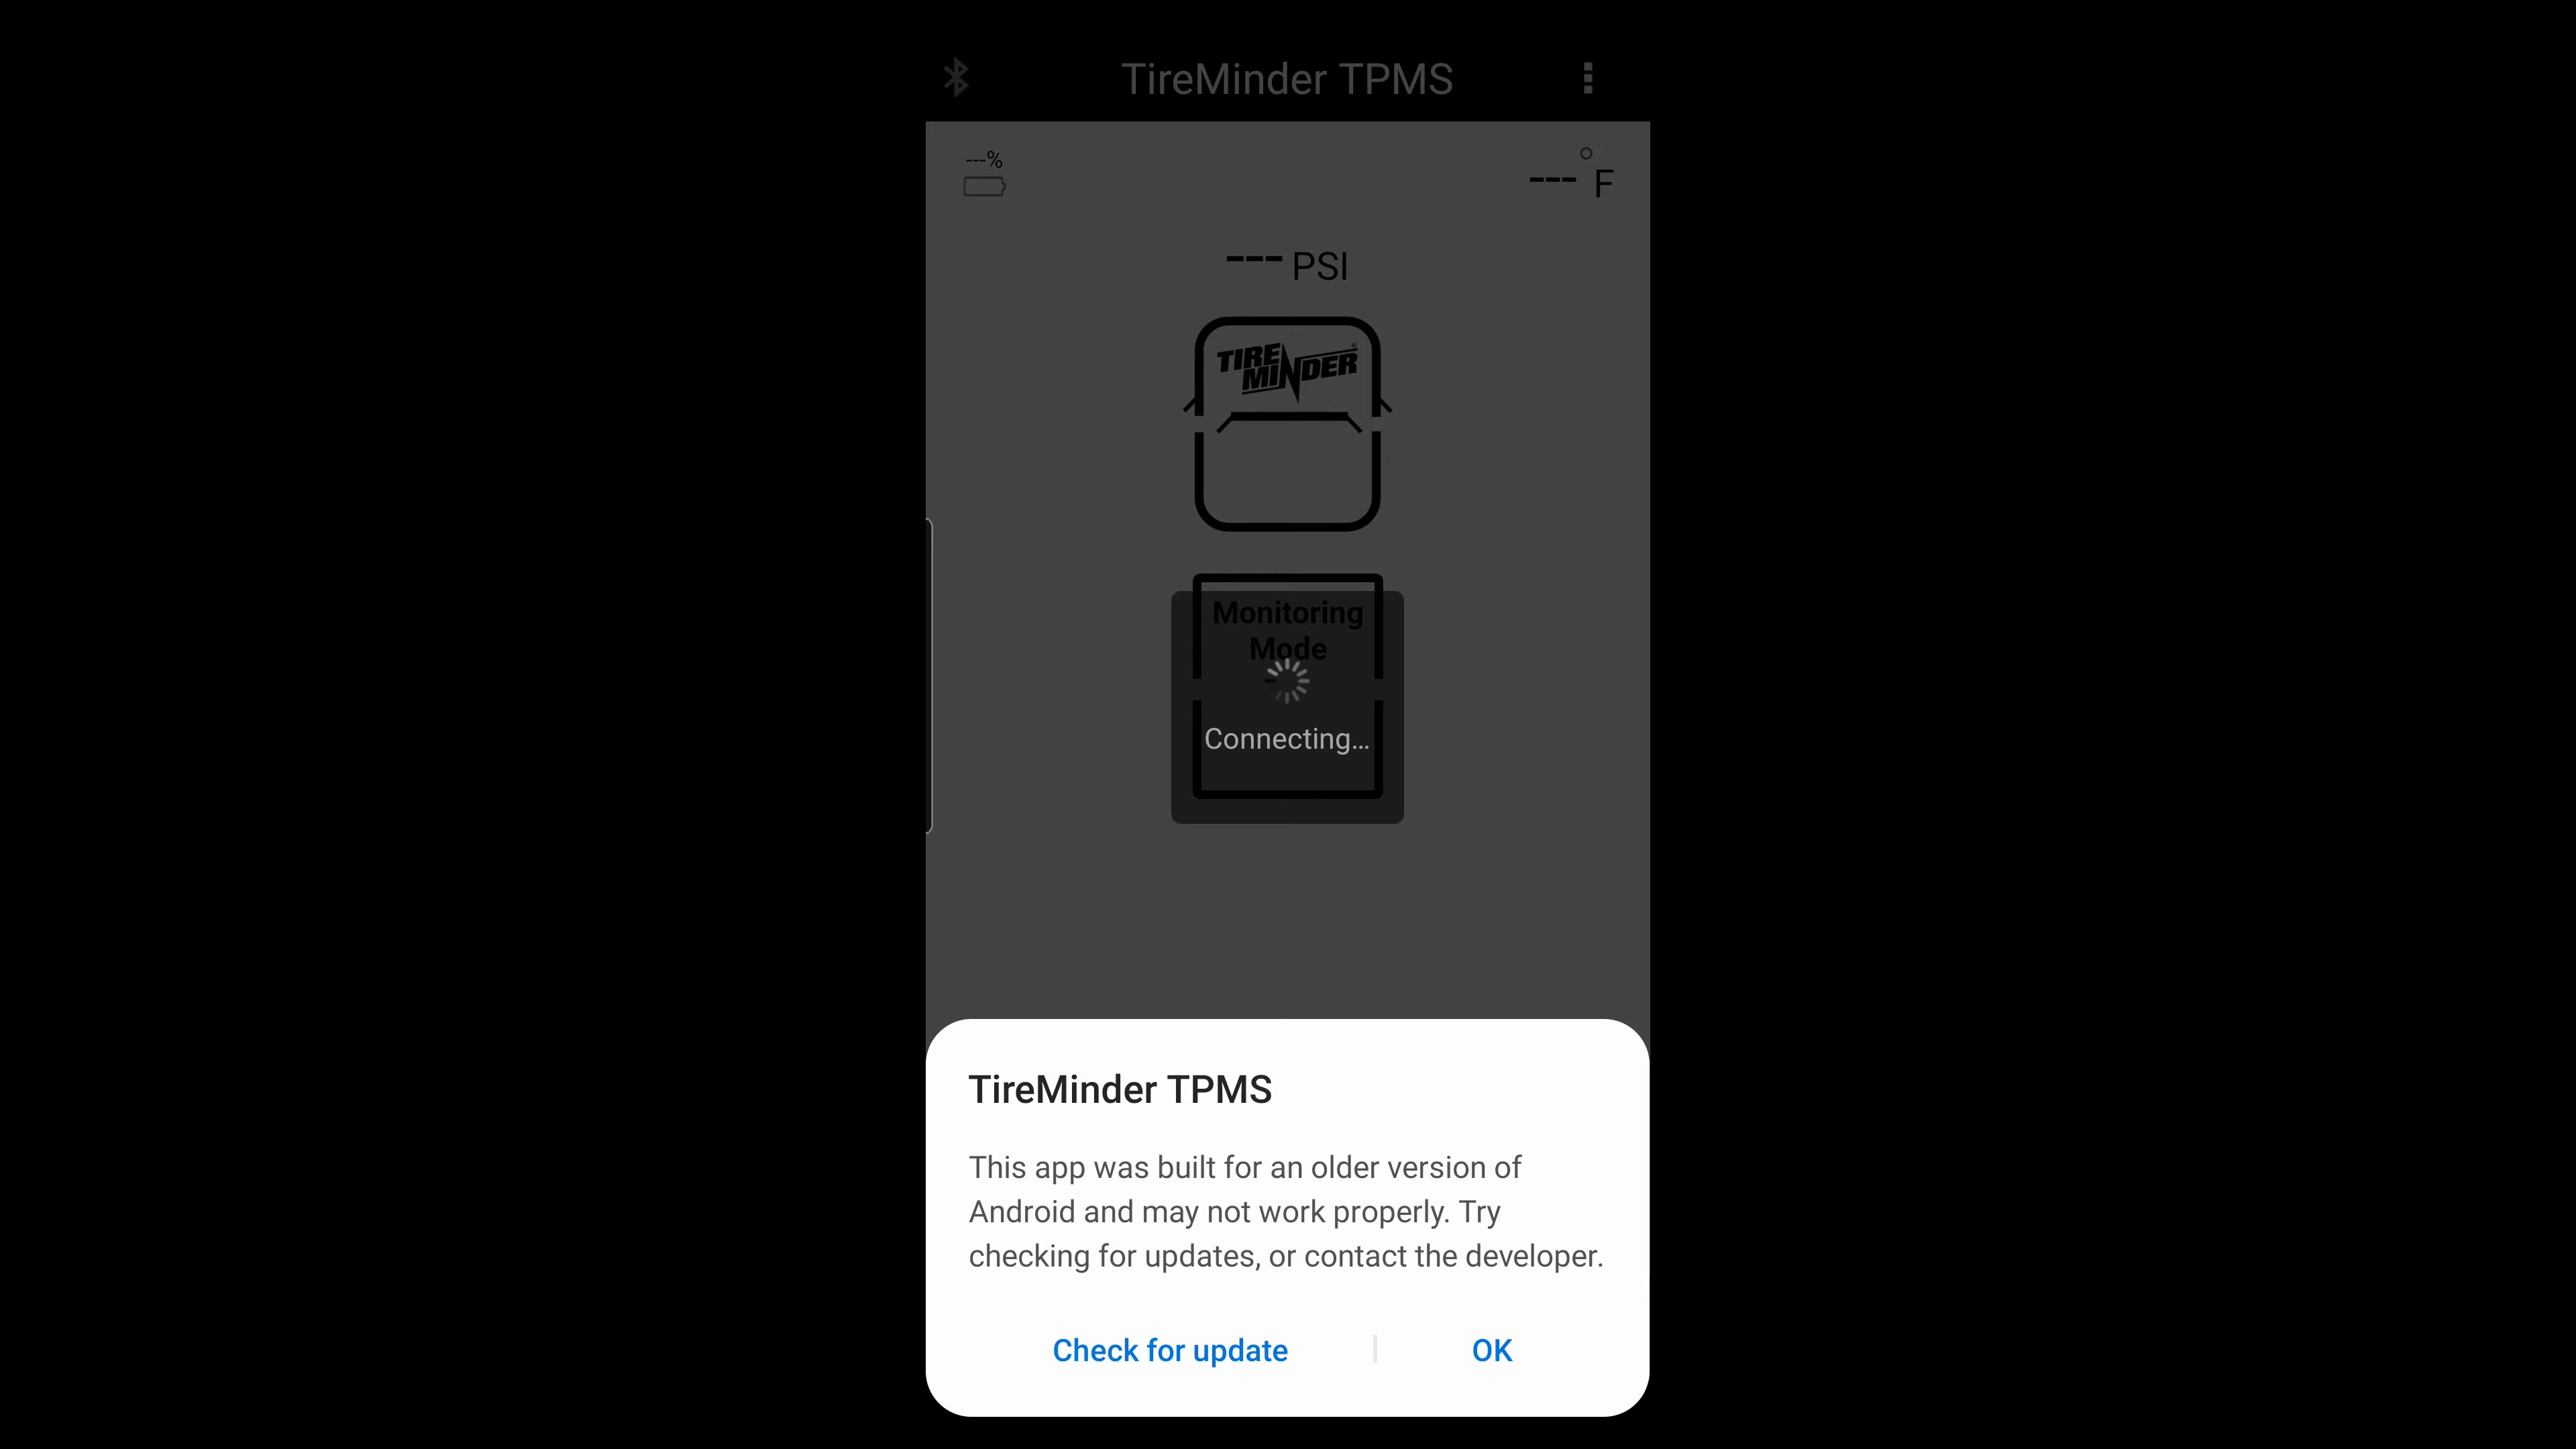 TireMinder TPMS
---%
--- °F
--- PSI
TIRE
MINDER®
Monitoring
Mode
Connecting...
TireMinder TPMS
This app was built for an older version of
Android and may not work properly. Try
checking for updates, or contact the developer.
Check for update
OK